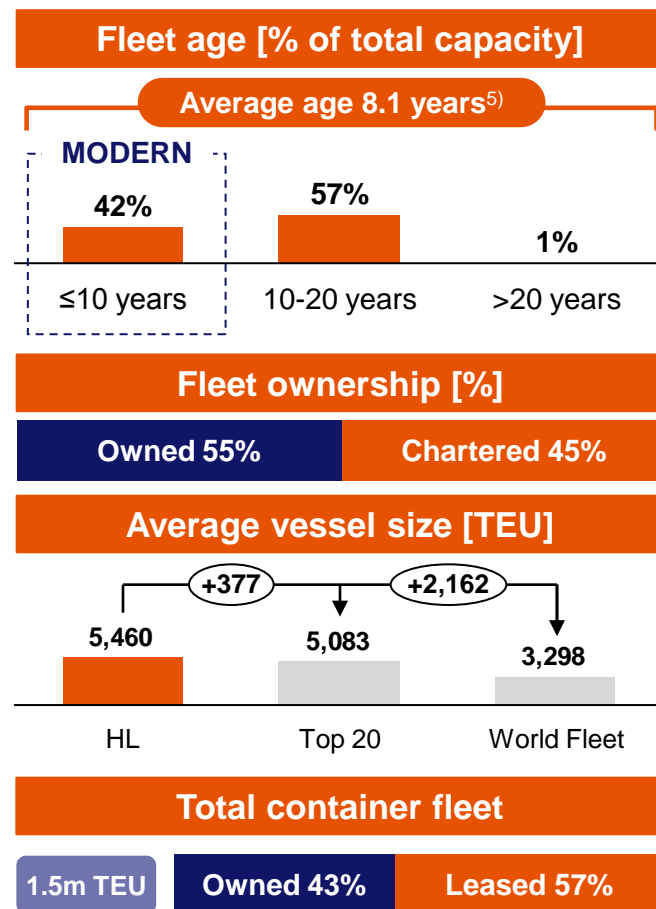 Fleet age [% of total capacity]
Average age 8.1 years5)
MODERN
42%
57%
1%
≤10 years
10-20 years
>20 years
Fleet ownership [%]
Owned 55%
Chartered 45%
Average vessel size [TEU]
+377
+2,162
5,460
5,083
3,298
HL
Top 20
World Fleet
Total container fleet
1.5m TEU
Owned 43%
Leased 57%